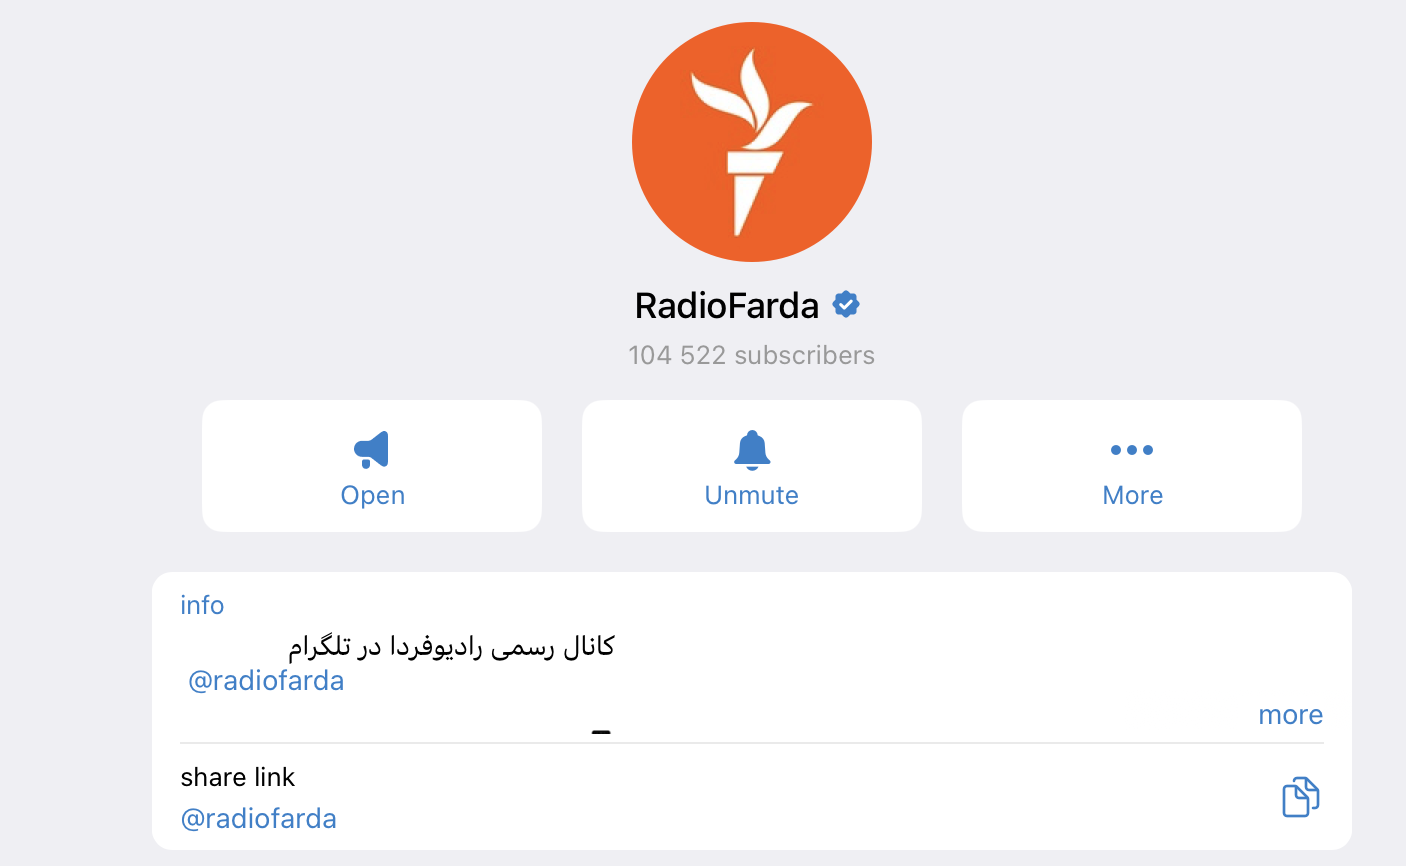 RadioFarda
104 522 subscribers
Open
Unmute
More
info
کانال رسمی رادیوفردا در تلگرام
@radiofarda
more
share link
@radiofarda